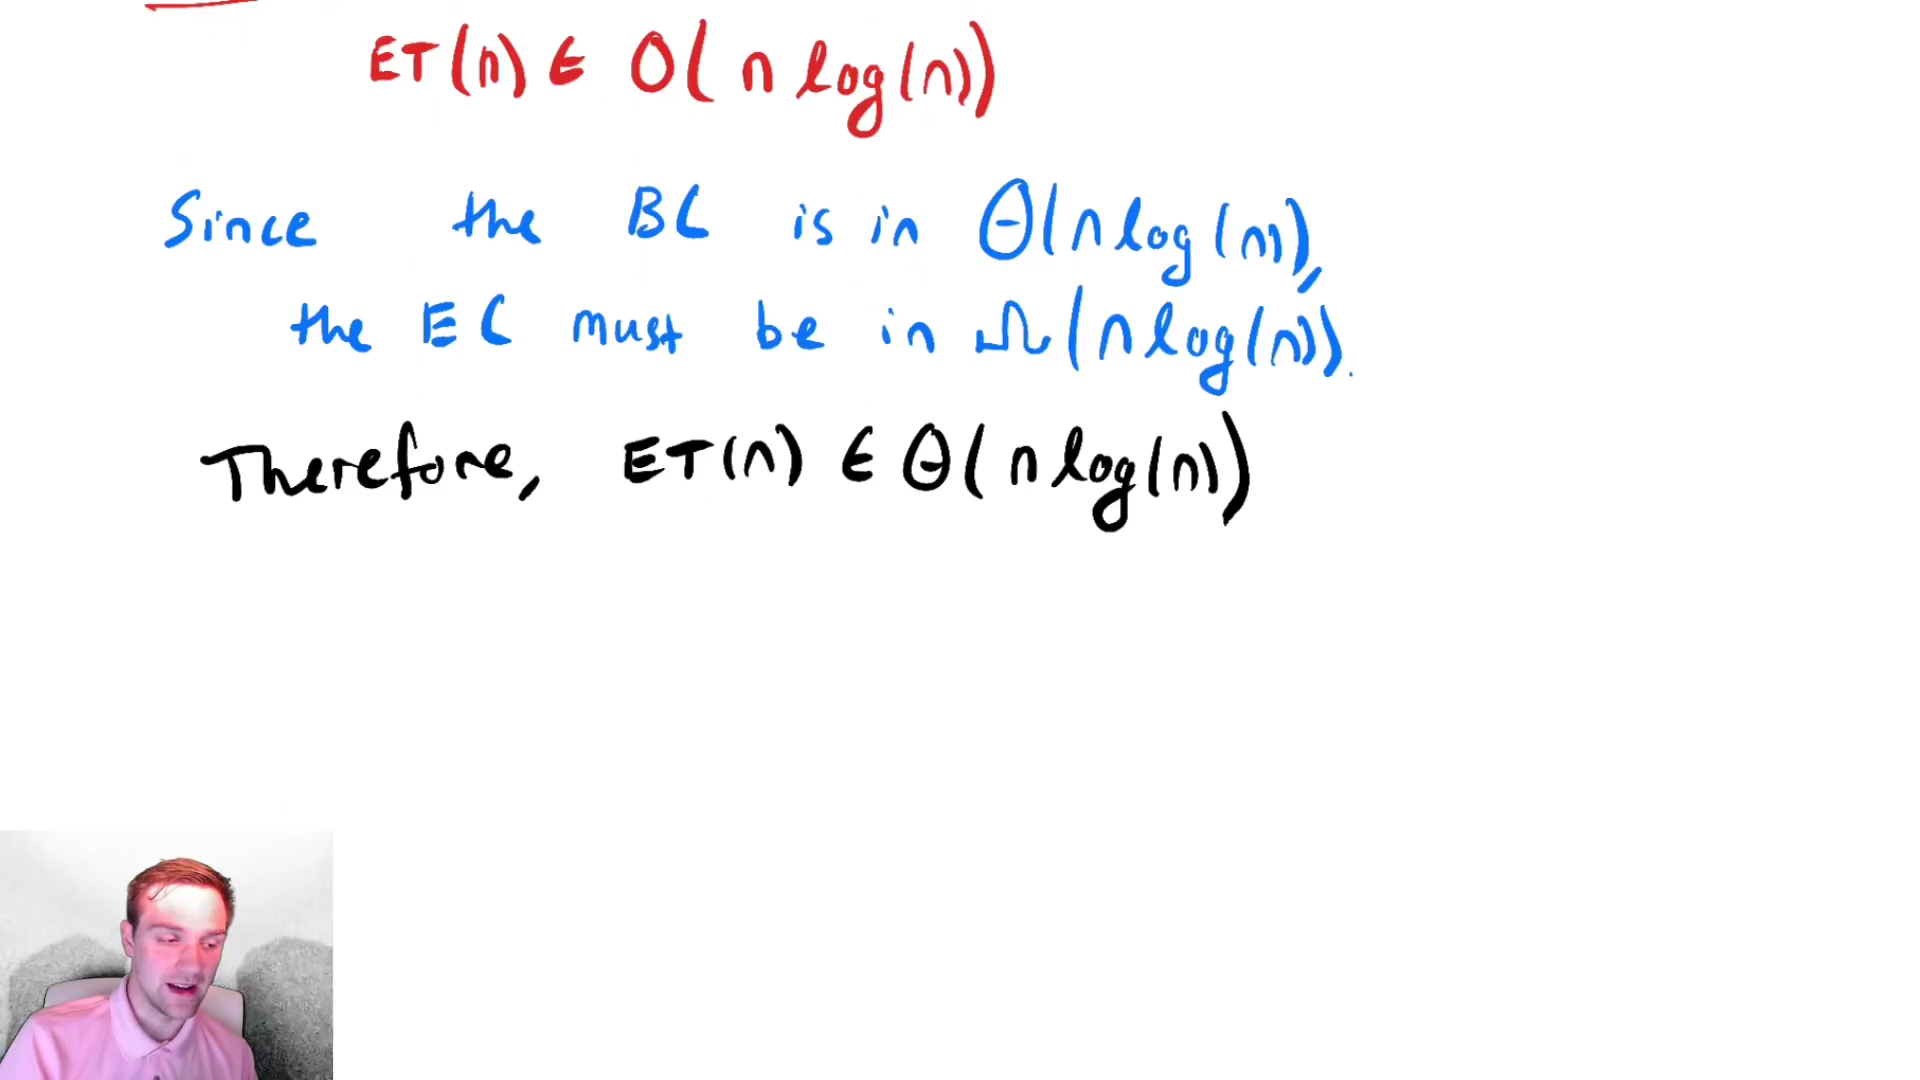 ET(n) ∈ O(n log(n))
Since the BC is in Θ(n log(n)),
the EC must be in Ω(n log(n)).
Therefore, ET(n) ∈ Θ(n log(n))